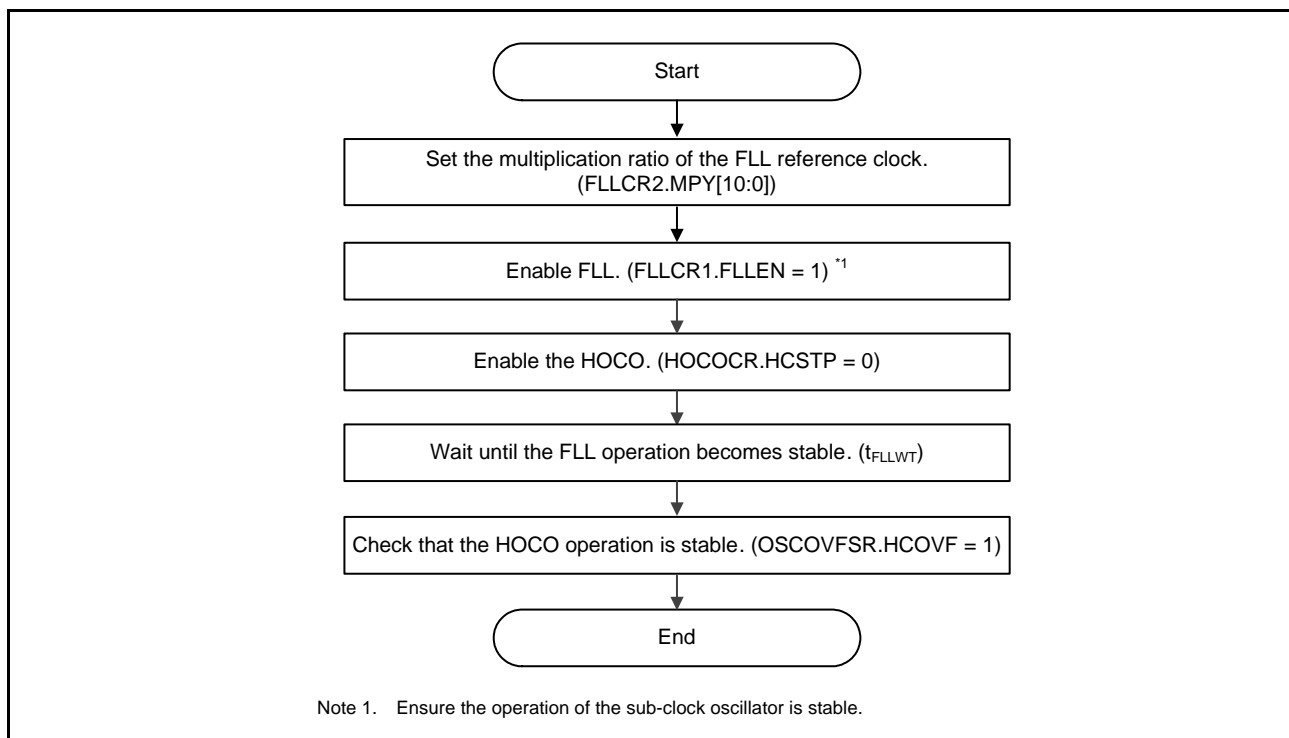 Start
Set the multiplication ratio of the FLL reference clock.
(FLLCR2.MPY[10:0])
Enable FLL. (FLLCR1.FLLEN = 1) *1
Enable the HOCO. (HOCOCR.HCSTP = 0)
Wait until the FLL operation becomes stable. (tFLLWT)
Check that the HOCO operation is stable. (OSCOVFSR.HCOVF = 1)
End
Note 1. Ensure the operation of the sub-clock oscillator is stable.